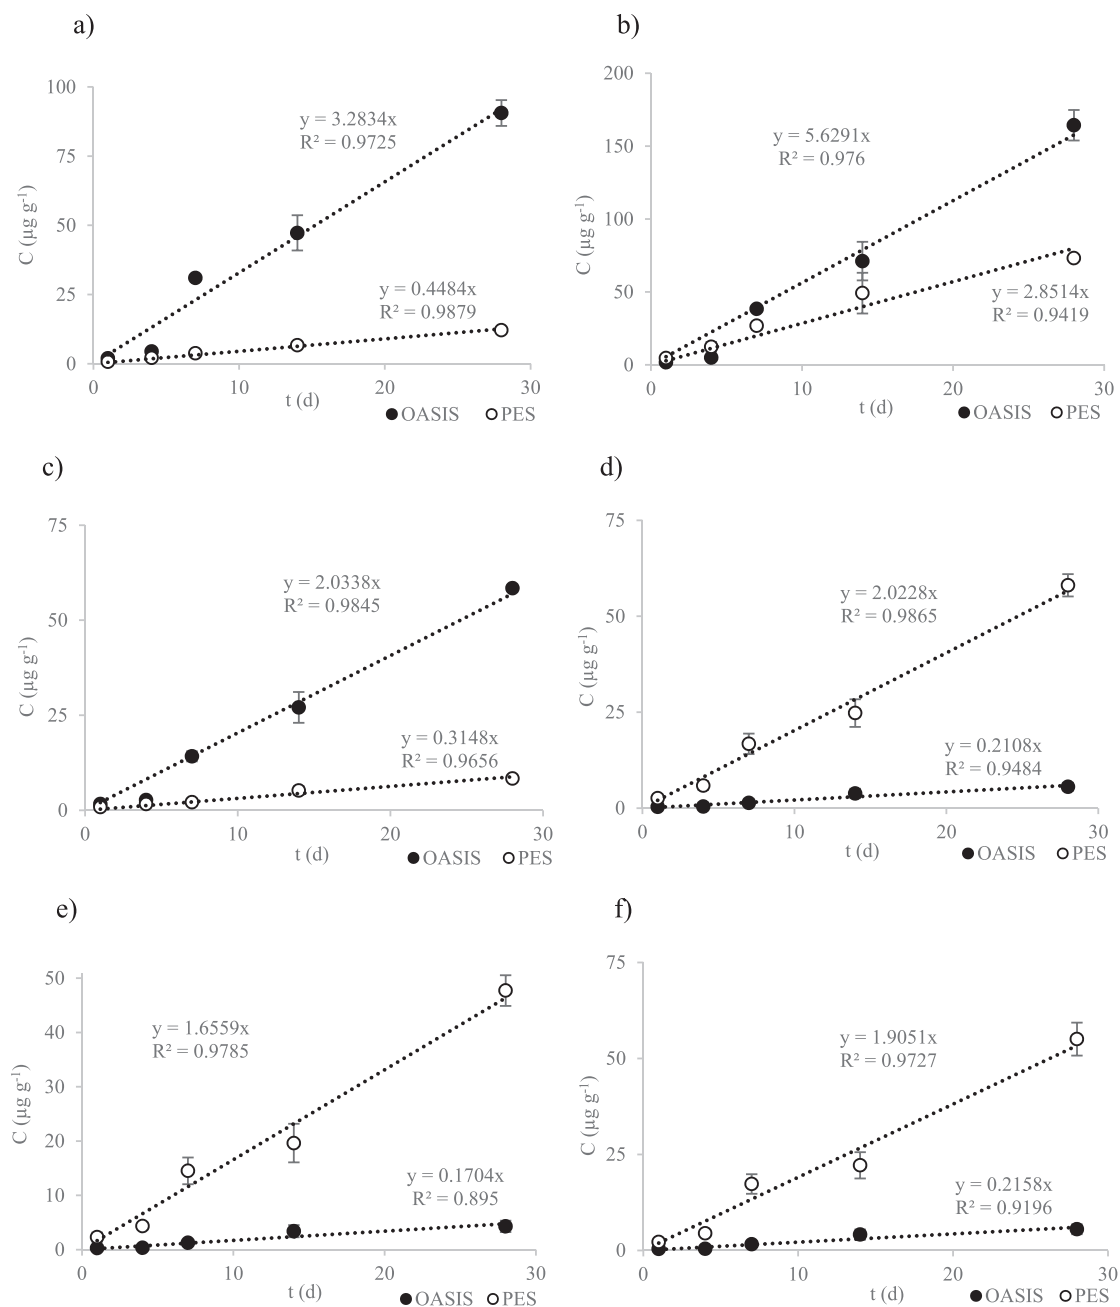 a)
100
75
50
25
0
0
10
20
30
C (µg g⁻¹)
t (d)
y = 3.2834x
R² = 0.9725
y = 0.4484x
R² = 0.9879
OASIS
PES
b)
200
150
100
50
0
0
10
20
30
C (µg g⁻¹)
t (d)
y = 5.6291x
R² = 0.976
y = 2.8514x
R² = 0.9419
OASIS
PES
c)
75
50
25
0
0
10
20
30
C (µg g⁻¹)
t (d)
y = 2.0338x
R² = 0.9845
y = 0.3148x
R² = 0.9656
OASIS
PES
d)
75
50
25
0
0
10
20
30
C (µg g⁻¹)
t (d)
y = 2.0228x
R² = 0.9865
y = 0.2108x
R² = 0.9484
OASIS
PES
e)
50
40
30
20
10
0
0
10
20
30
C (µg g⁻¹)
t (d)
y = 1.6559x
R² = 0.9785
y = 0.1704x
R² = 0.895
OASIS
PES
f)
75
50
25
0
0
10
20
30
C (µg g⁻¹)
t (d)
y = 1.9051x
R² = 0.9727
y = 0.2158x
R² = 0.9196
OASIS
PES